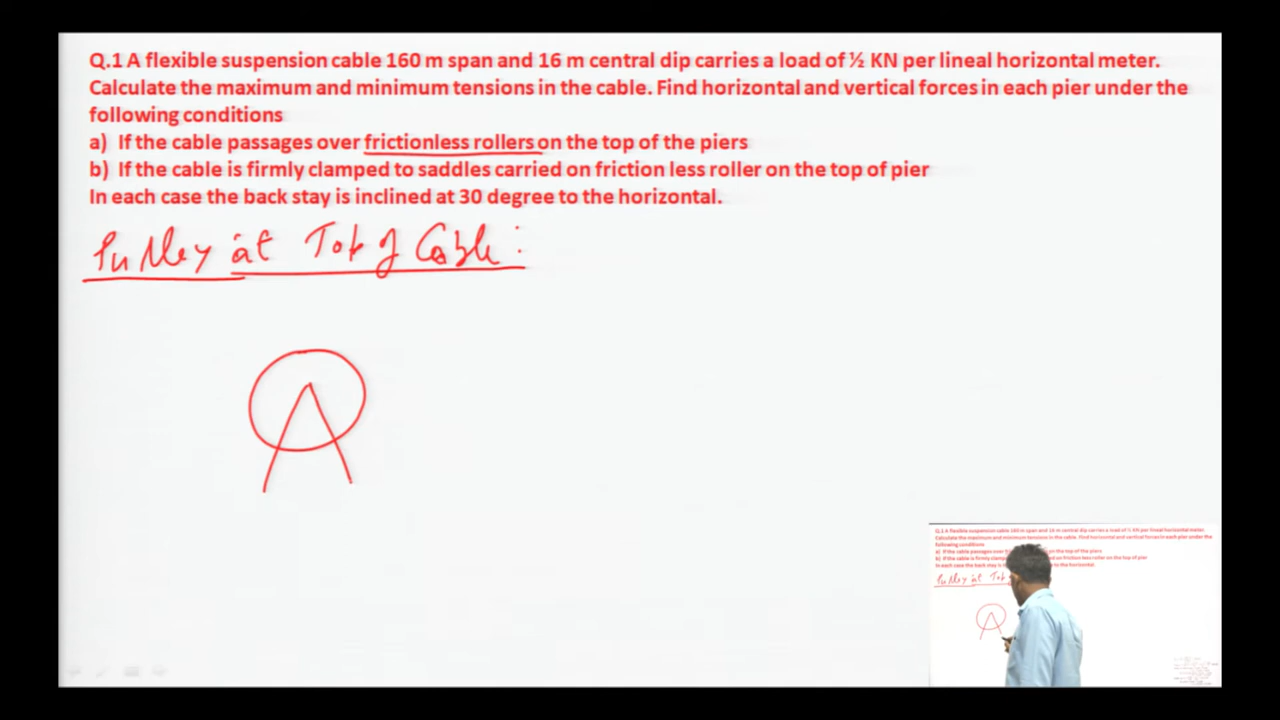 Q.1 A flexible suspension cable 160 m span and 16 m central dip carries a load of ½ KN per lineal horizontal meter.
Calculate the maximum and minimum tensions in the cable. Find horizontal and vertical forces in each pier under the
following conditions
a) If the cable passages over frictionless rollers on the top of the piers
b) If the cable is firmly clamped to saddles carried on friction less roller on the top of pier
In each case the back stay is inclined at 30 degree to the horizontal.
Pulley at Top of Cable: